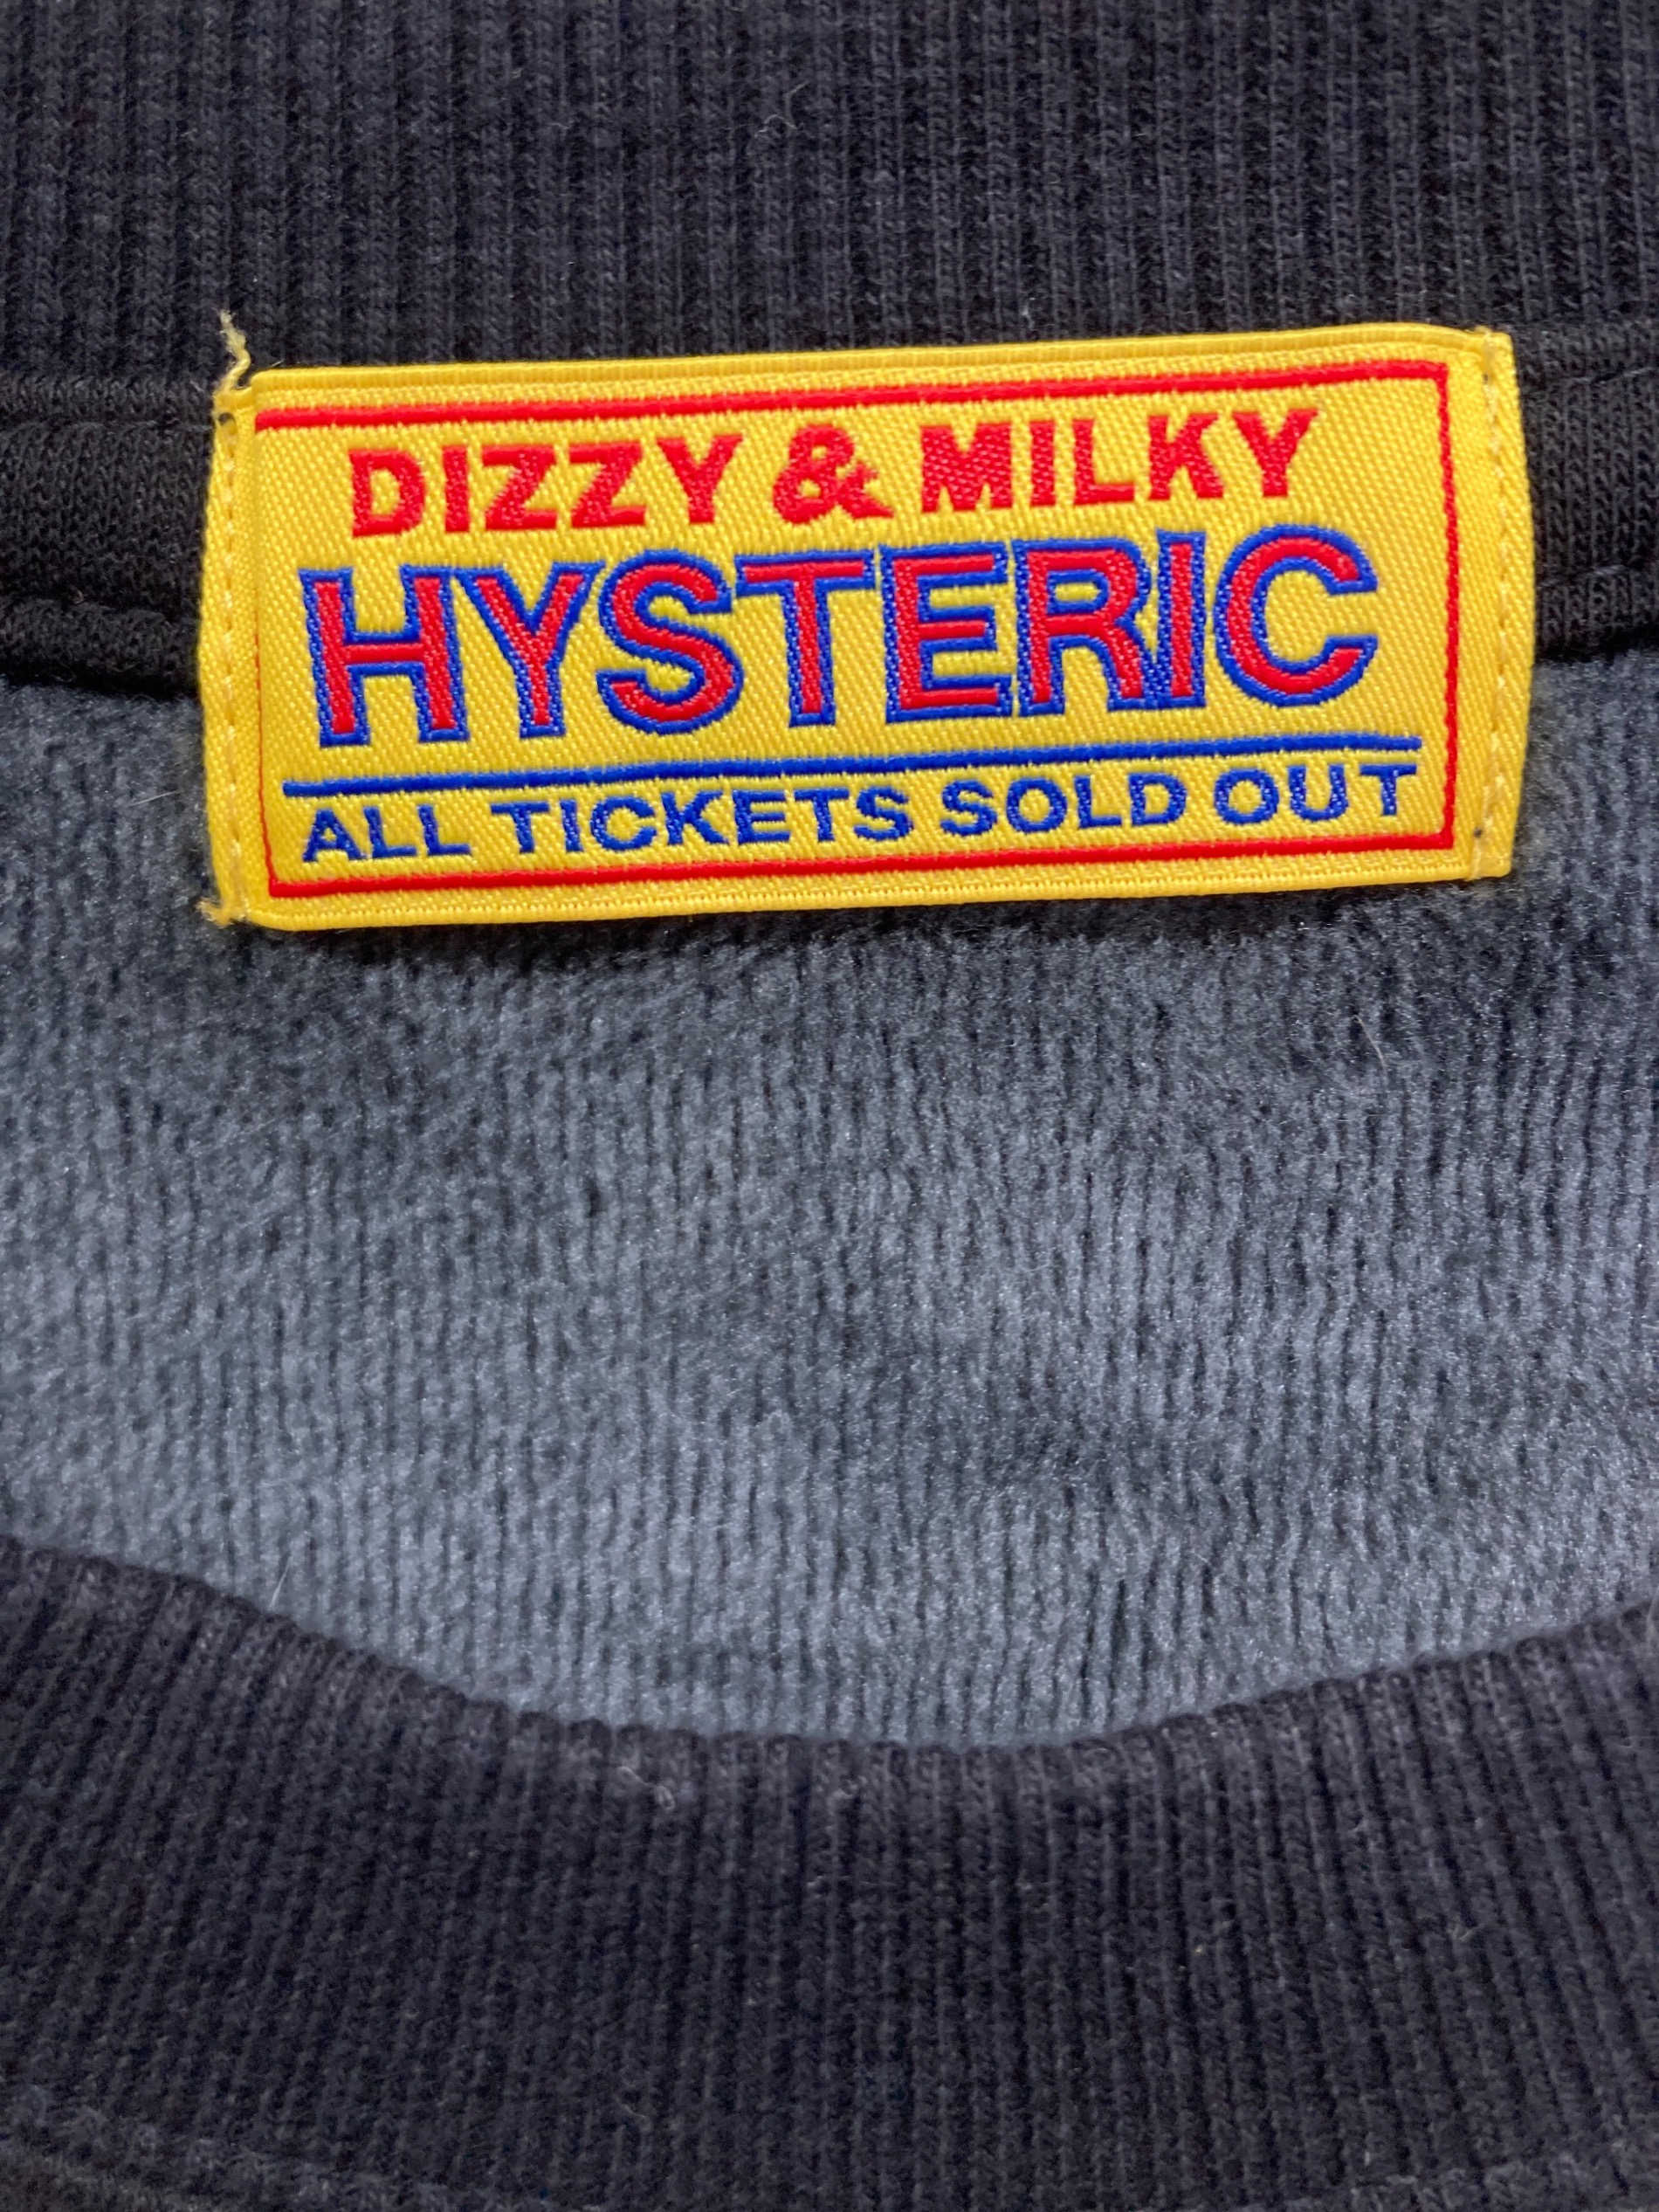 DIZZY & MILKY
HYSTERIC
ALL TICKETS SOLD OUT